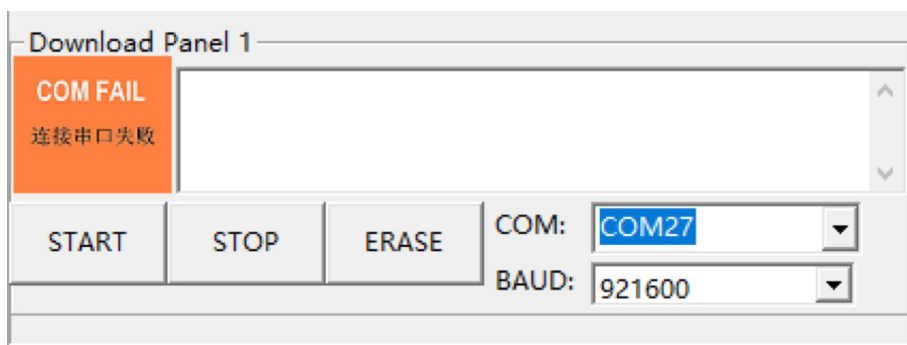 Download Panel 1
COM FAIL
连接串口失败
START STOP ERASE COM: COM27
BAUD: 921600